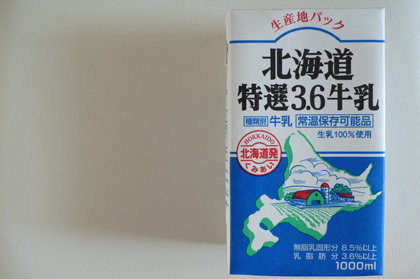 生産地パック
北海道
特選3.6牛乳
種類別 牛乳 常温保存可能品
生乳100%使用
HOKKAIDO
北海道発
くみあい
無脂乳固形分 8.5%以上
乳脂肪分 3.6%以上
1000ml